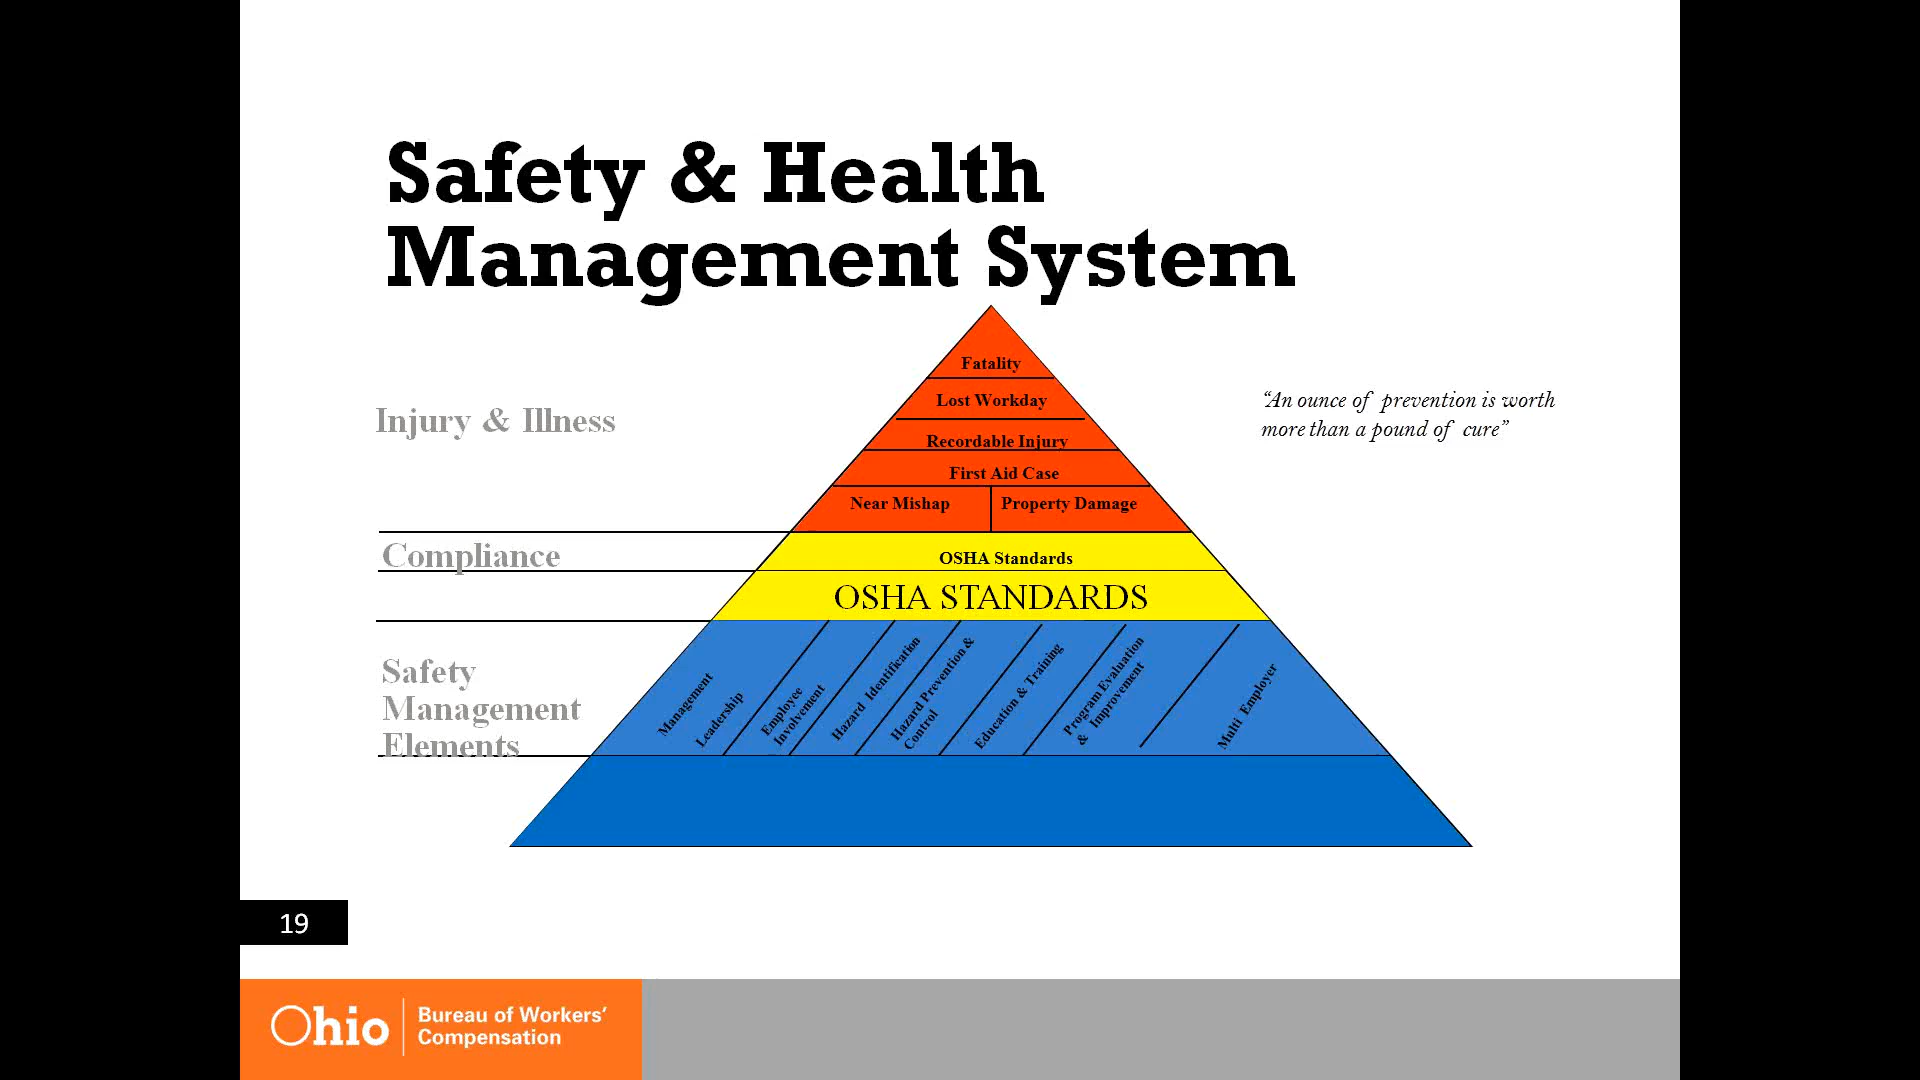 Safety & Health
Management System
Fatality
Lost Workday
Recordable Injury
First Aid Case
Near Mishap
Property Damage
Injury & Illness
“An ounce of prevention is worth
more than a pound of cure”
Compliance
OSHA Standards
OSHA STANDARDS
Safety
Management
Elements
Management
Leadership
Employee
Involvement
Hazard Identification
Hazard Prevention &
Control
Education & Training
Program Evaluation
& Improvement
Multi Employer
19
Ohio
Bureau of Workers’
Compensation